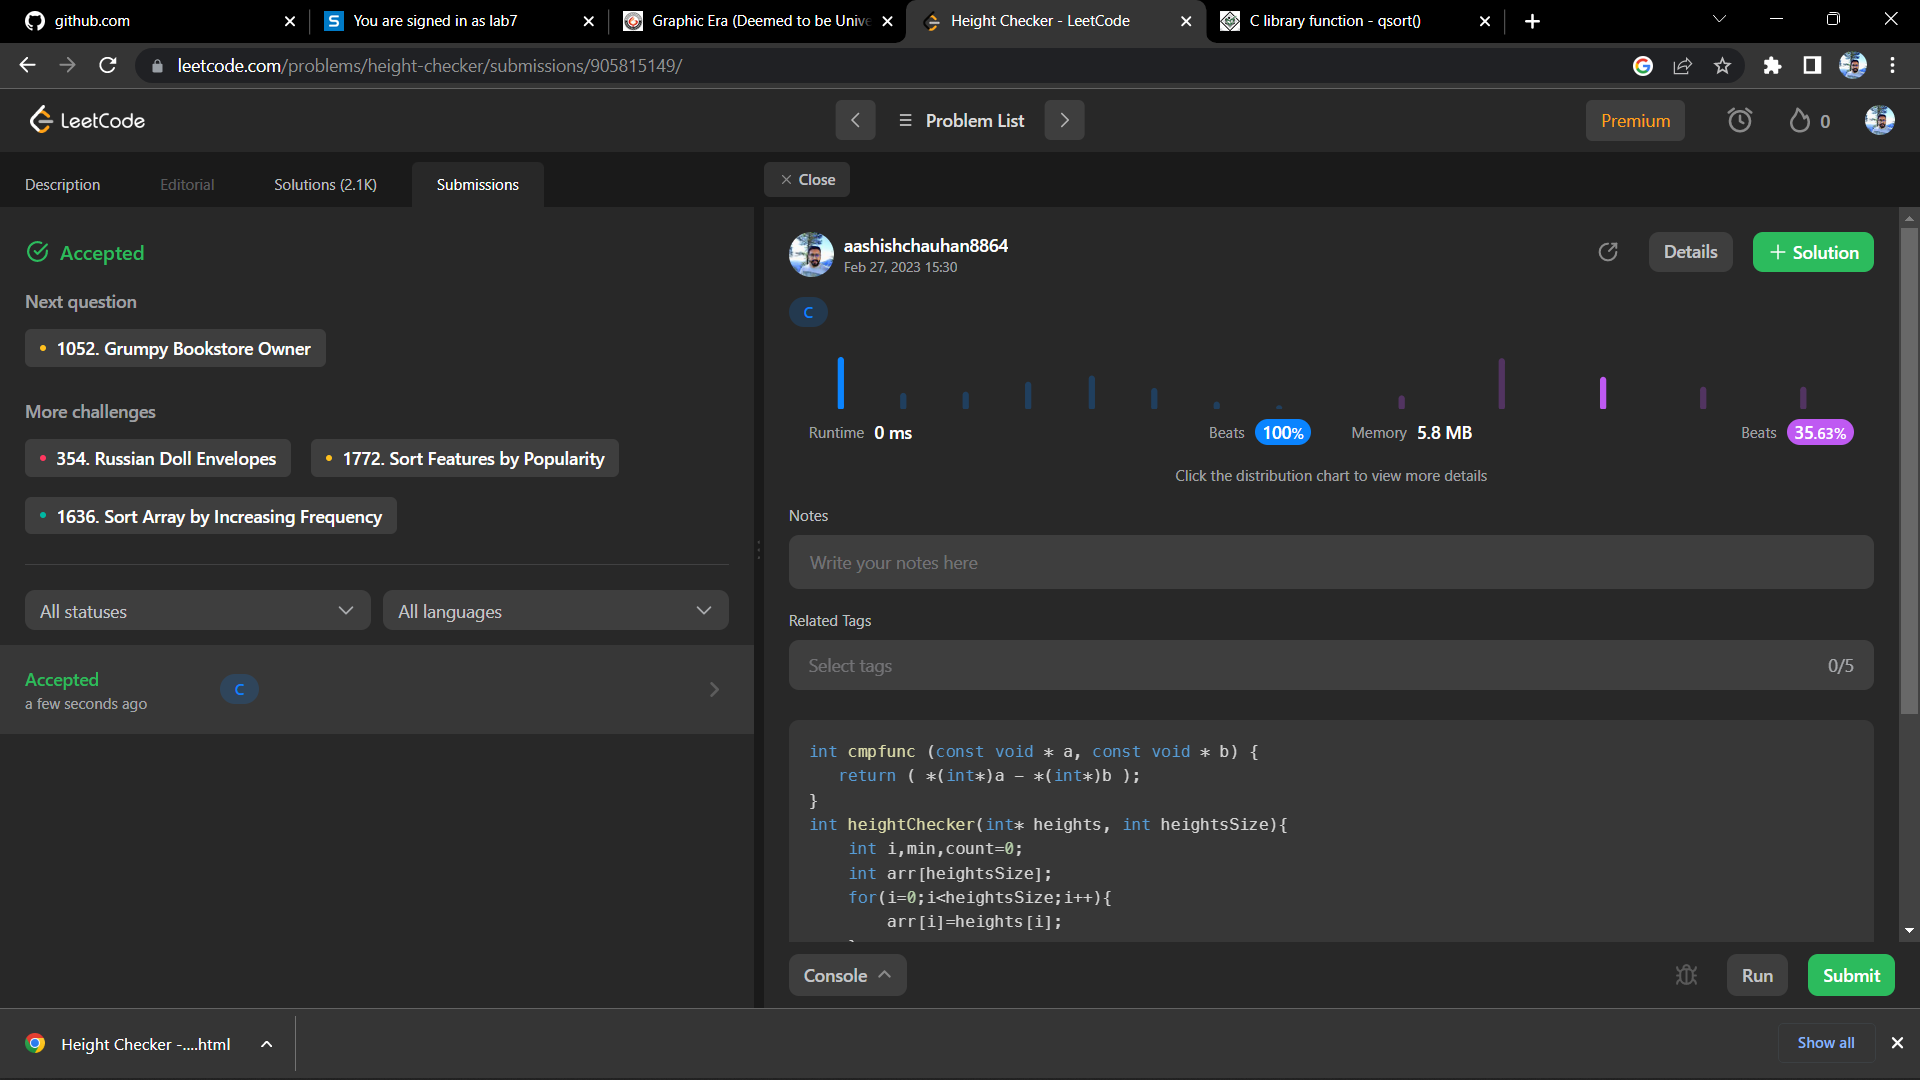 github.com
You are signed in as lab7
Graphic Era (Deemed to be Unive
Height Checker - LeetCode
C library function - qsort()
leetcode.com/problems/height-checker/submissions/905815149/
LeetCode
Problem List
Premium
0
Description
Editorial
Solutions (2.1K)
Submissions
Close
Accepted
Next question
1052. Grumpy Bookstore Owner
More challenges
354. Russian Doll Envelopes
1772. Sort Features by Popularity
1636. Sort Array by Increasing Frequency
All statuses
All languages
Accepted
C
a few seconds ago
aashishchauhan8864
Feb 27, 2023 15:30
Details
+ Solution
C
Runtime 0 ms
Beats 100%
Memory 5.8 MB
Beats 35.63%
Click the distribution chart to view more details
Notes
Write your notes here
Related Tags
Select tags
0/5
int cmpfunc (const void * a, const void * b) {
return ( *(int*)a - *(int*)b );
}
int heightChecker(int* heights, int heightsSize){
int i,min,count=0;
int arr[heightsSize];
for(i=0;i<heightsSize;i++){
arr[i]=heights[i];
Console
Run
Submit
Height Checker -....html
Show all